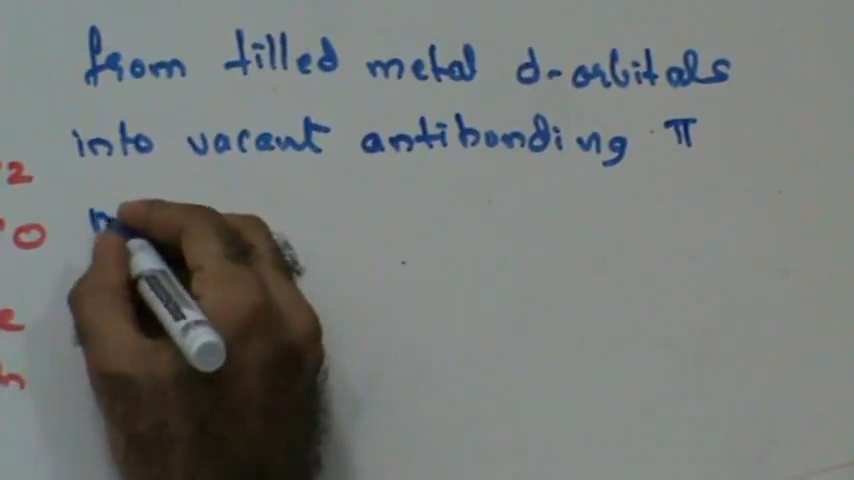 from filled metal d-orbitals
into vacant antibonding π